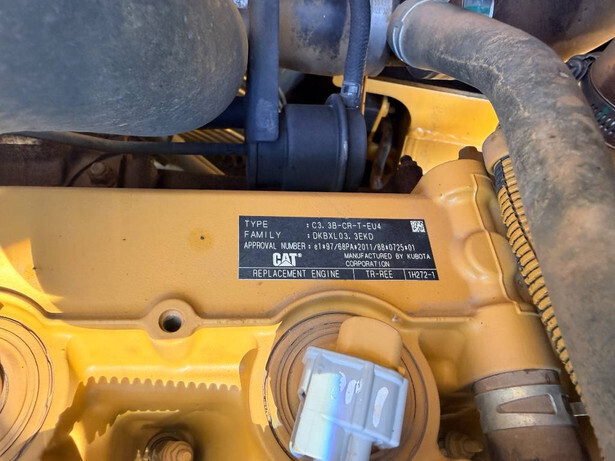 TYPE : C3.3B-CR-T-EU4
FAMILY : DKBXL03.3EKD
APPROVAL NUMBER : e1*97/68PA*2011/88*0725*01
CAT MANUFACTURED BY KUBOTA CORPORATION
REPLACEMENT ENGINE TR-REE 1H272-1